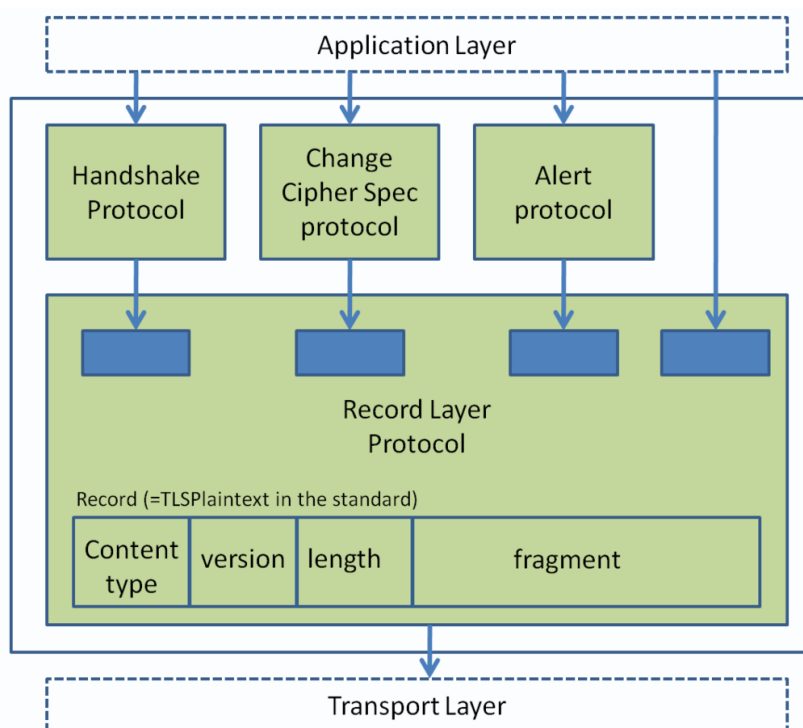 Application Layer
Handshake
Protocol
Change
Cipher Spec
protocol
Alert
protocol
Record Layer
Protocol
Record (=TLSPlaintext in the standard)
Content
type
version
length
fragment
Transport Layer